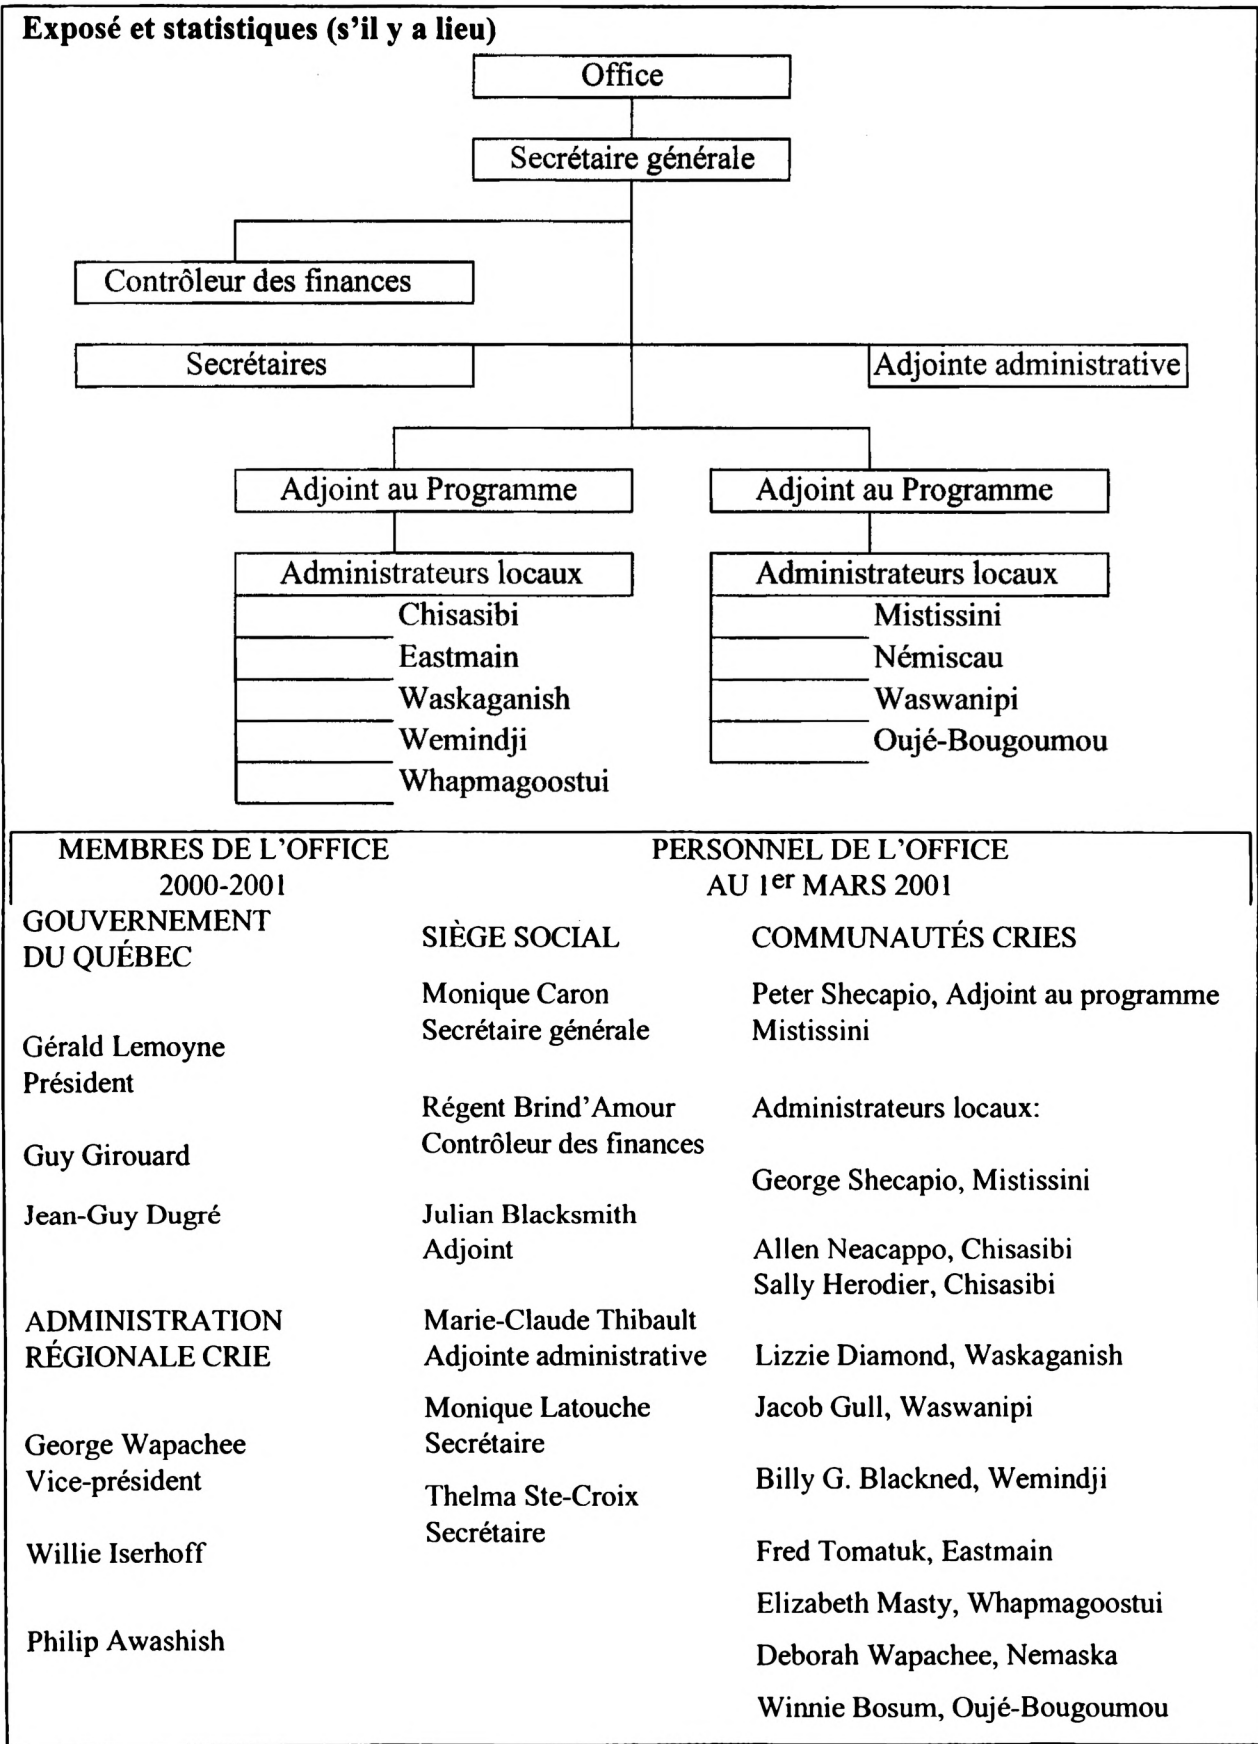 Exposé et statistiques (s'il y a lieu)
Office
Secrétaire générale
Contrôleur des finances
Secrétaires
Adjointe administrative
Adjoint au Programme
Administrateurs locaux
Chisasibi
Eastmain
Waskaganish
Wemindji
Whapmagoostui
Adjoint au Programme
Administrateurs locaux
Mistissini
Némiscau
Waswanipi
Oujé-Bougoumou
MEMBRES DE L'OFFICE
2000-2001
PERSONNEL DE L'OFFICE
AU 1er MARS 2001
GOUVERNEMENT
DU QUÉBEC
Gérald Lemoyne
Président
Guy Girouard
Jean-Guy Dugré
ADMINISTRATION
RÉGIONALE CRIE
George Wapachee
Vice-président
Willie Iserhoff
Philip Awashish
SIÈGE SOCIAL
Monique Caron
Secrétaire générale
Régent Brind'Amour
Contrôleur des finances
Julian Blacksmith
Adjoint
Marie-Claude Thibault
Adjointe administrative
Monique Latouche
Secrétaire
Thelma Ste-Croix
Secrétaire
COMMUNAUTÉS CRIES
Peter Shecapio, Adjoint au programme
Mistissini
Administrateurs locaux:
George Shecapio, Mistissini
Allen Neacappo, Chisasibi
Sally Herodier, Chisasibi
Lizzie Diamond, Waskaganish
Jacob Gull, Waswanipi
Billy G. Blackned, Wemindji
Fred Tomatuk, Eastmain
Elizabeth Masty, Whapmagoostui
Deborah Wapachee, Nemaska
Winnie Bosum, Oujé-Bougoumou